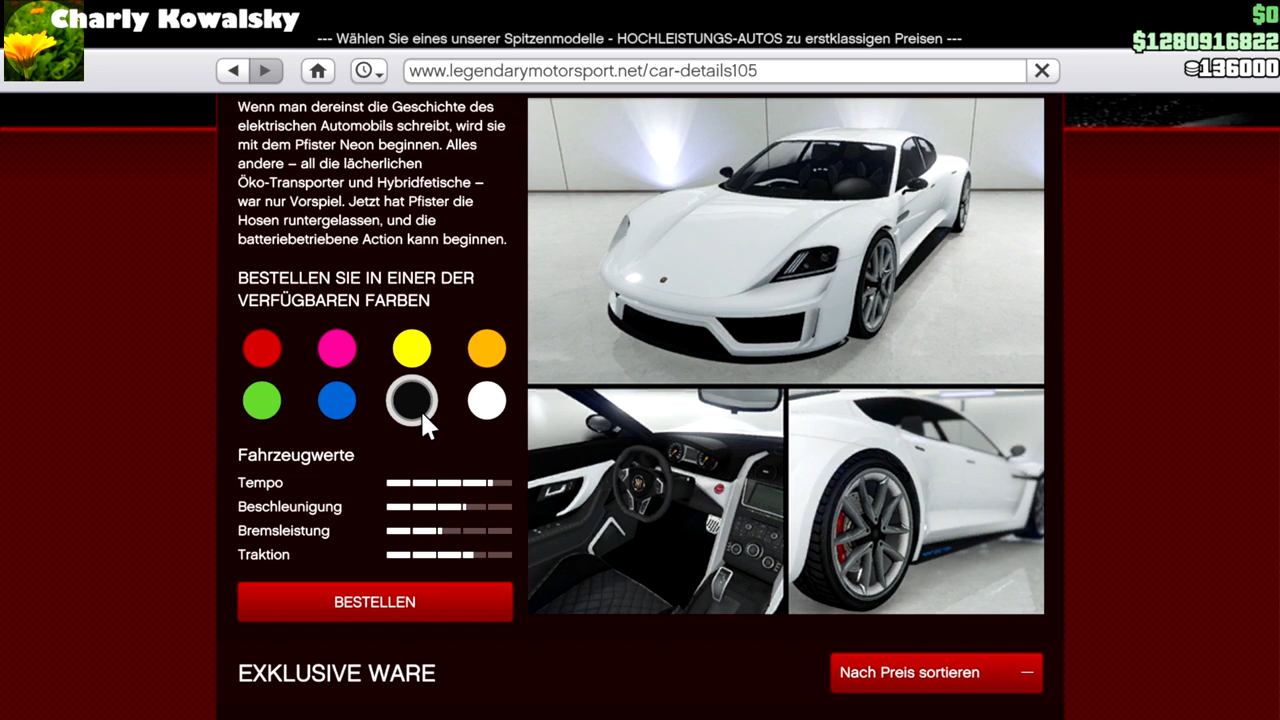 Charly Kowalsky
$0
--- Wählen Sie eines unserer Spitzenmodelle - HOCHLEISTUNGS-AUTOS zu erstklassigen Preisen ---
$1280916822
136000
www.legendarymotorsport.net/car-details105
Wenn man dereinst die Geschichte des
elektrischen Automobils schreibt, wird sie
mit dem Pfister Neon beginnen. Alles
andere – all die lächerlichen
Öko-Transporter und Hybridfetische –
war nur Vorspiel. Jetzt hat Pfister die
Hosen runtergelassen, und die
batteriebetriebene Action kann beginnen.
BESTELLEN SIE IN EINER DER
VERFÜGBAREN FARBEN
Fahrzeugwerte
Tempo
Beschleunigung
Bremsleistung
Traktion
BESTELLEN
EXKLUSIVE WARE
Nach Preis sortieren